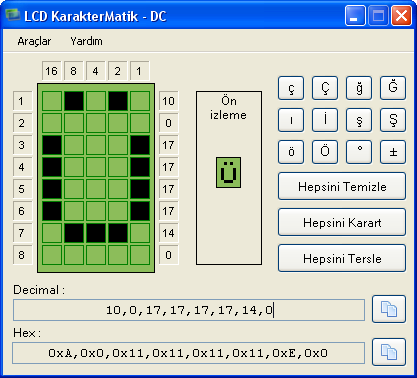 LCD KarakterMatik - DC
Araçlar Yardım
16 8 4 2 1
1 10
2 0
3 17
4 17
5 17
6 17
7 14
8 0
Ön
izleme
Ü
ç Ç ğ Ğ
ı İ ş Ş
ö Ö ° ±
Hepsini Temizle
Hepsini Karart
Hepsini Tersle
Decimal :
10,0,17,17,17,17,14,0
Hex :
0xA,0x0,0x11,0x11,0x11,0x11,0xE,0x0